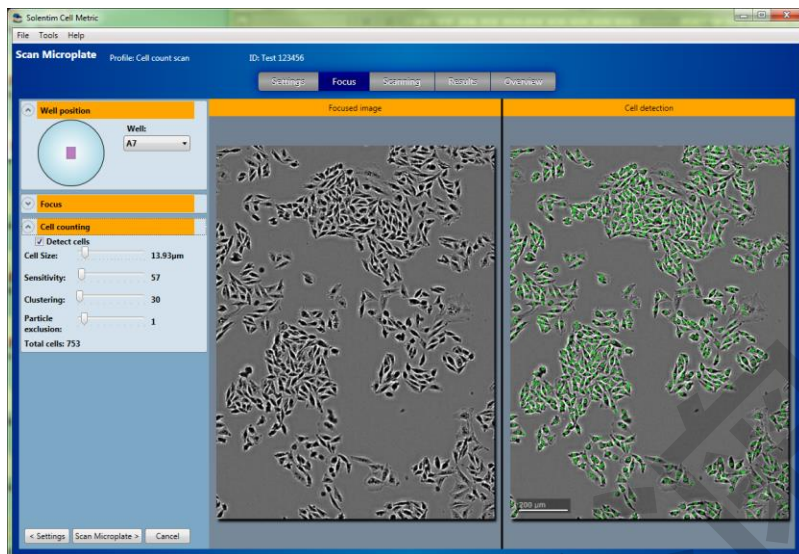 Solentim Cell Metric
File Tools Help
Scan Microplate Profile: Cell count scan ID: Test 123456
Settings Focus Scanning Results Overview
Well position
Well:
A7
Focus
Cell counting
Detect cells
Cell Size: 13.93µm
Sensitivity: 57
Clustering: 30
Particle exclusion: 1
Total cells: 753
< Settings Scan Microplate > Cancel
Focused image
Cell detection
200 µm